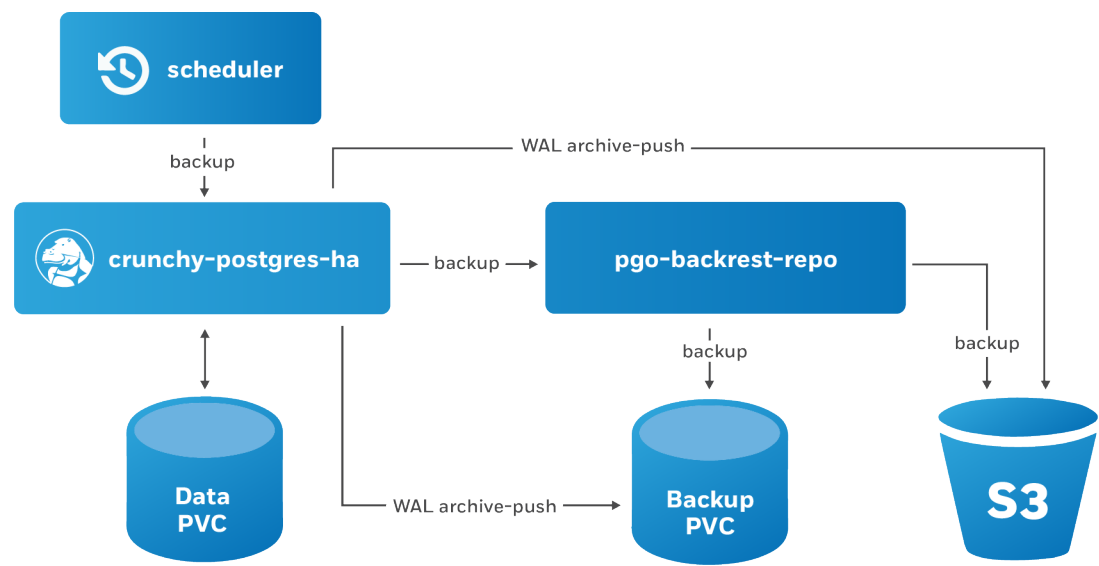 scheduler
WAL archive-push
backup
crunchy-postgres-ha
backup
pgo-backrest-repo
backup
backup
Data
PVC
WAL archive-push
Backup
PVC
S3